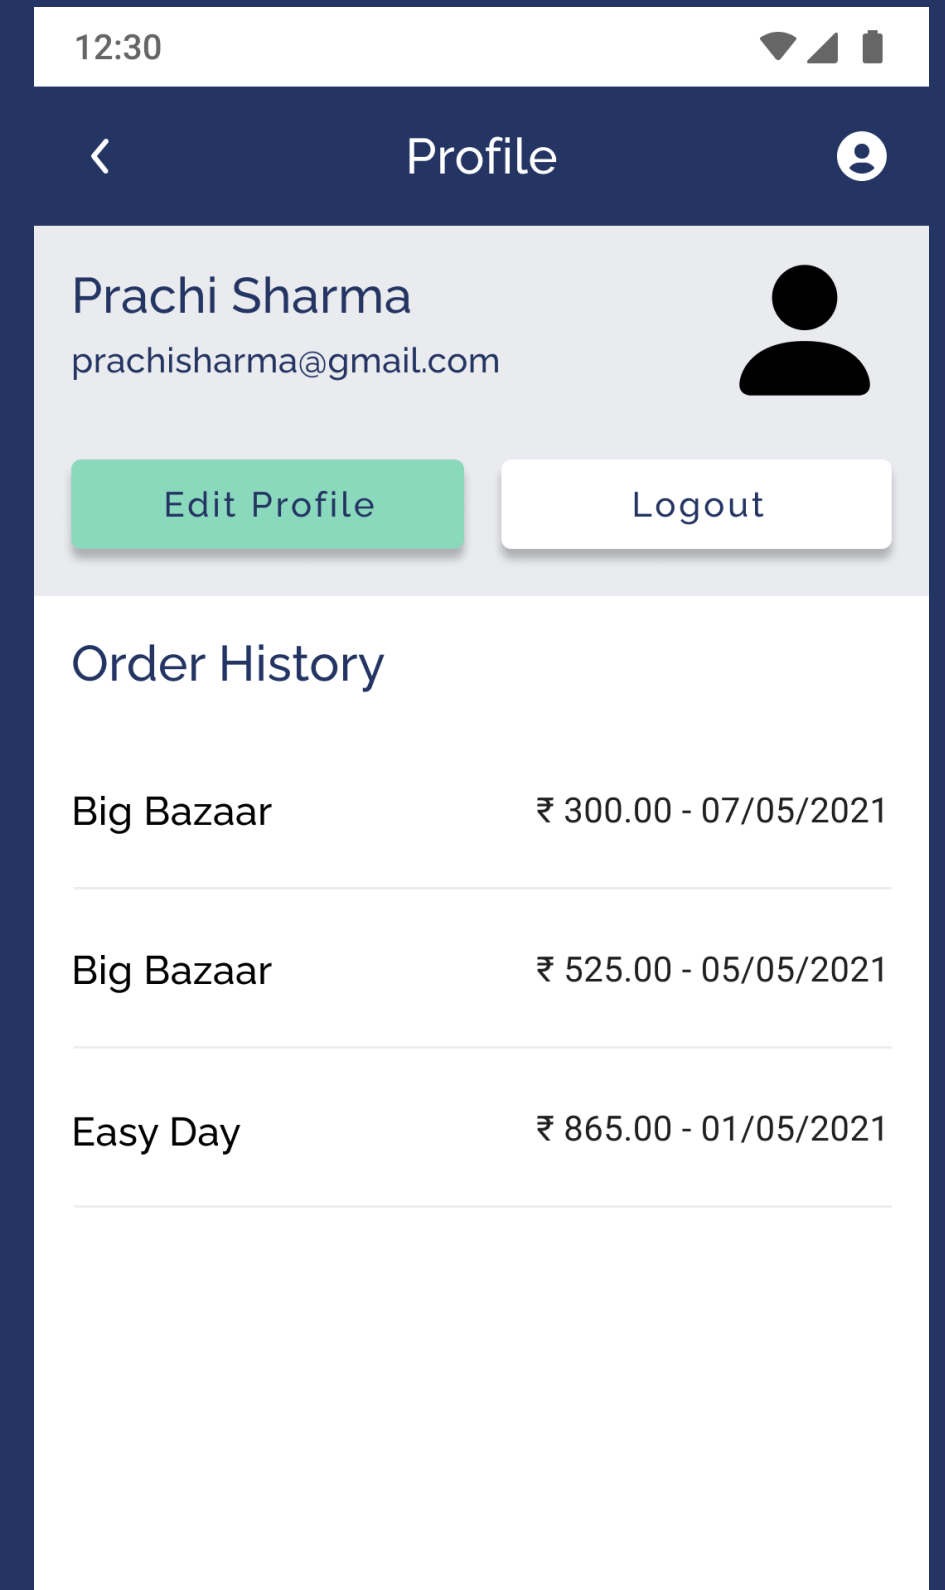 12:30
Profile
Prachi Sharma
prachisharma@gmail.com
Edit Profile Logout
Order History
Big Bazaar ₹ 300.00 - 07/05/2021
Big Bazaar ₹ 525.00 - 05/05/2021
Easy Day ₹ 865.00 - 01/05/2021